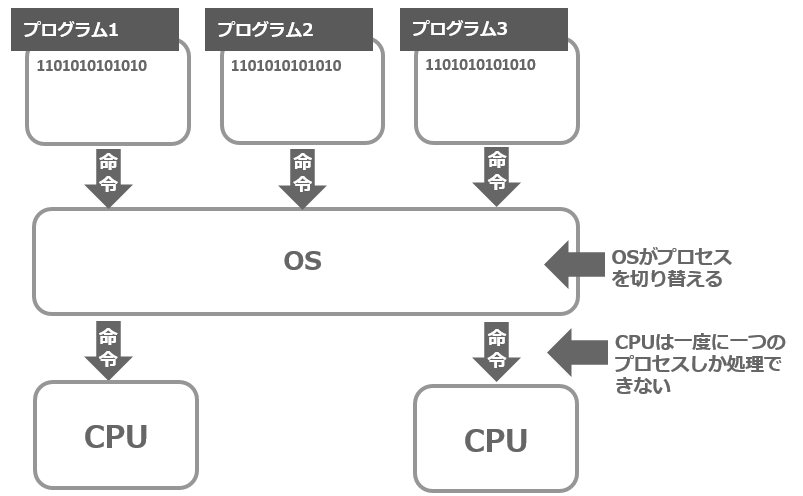 プログラム1
プログラム2
プログラム3
1101010101010
1101010101010
1101010101010
命令
命令
命令
OS
OSがプロセス
を切り替える
命令
命令
CPUは一度に一つの
プロセスしか処理で
きない
CPU
CPU